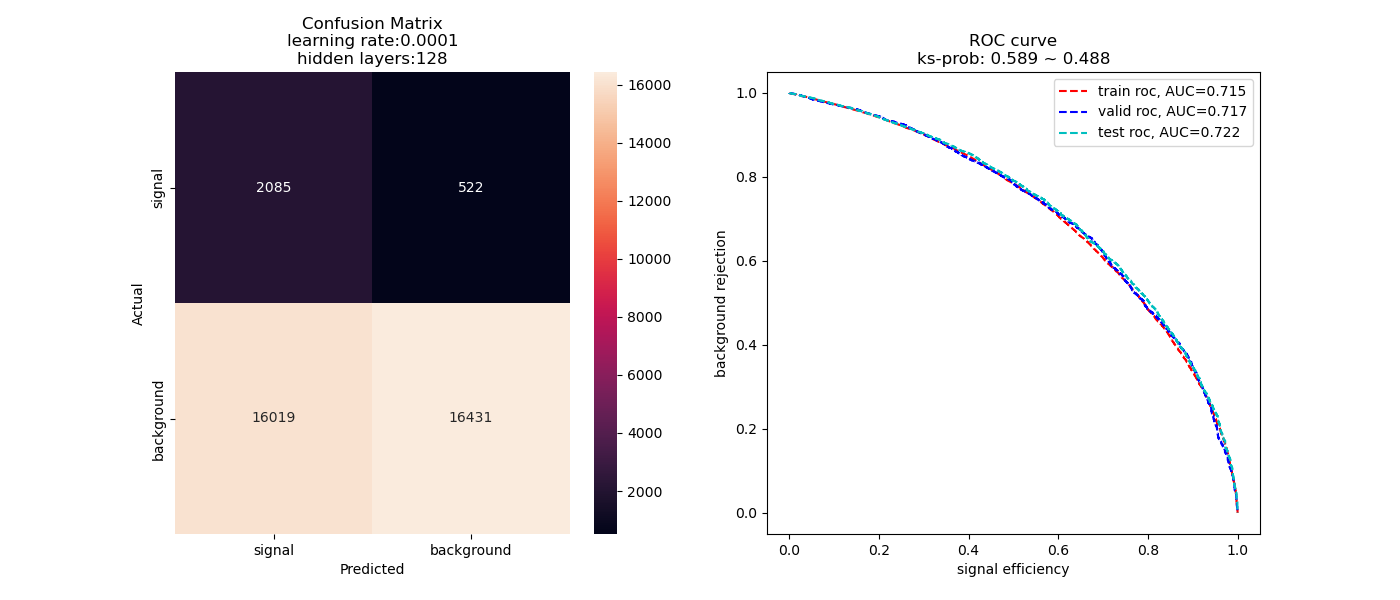 Confusion Matrix
learning rate:0.0001
hidden layers:128
signal
background
Actual
2085
522
16019
16431
signal
background
Predicted
16000
14000
12000
10000
8000
6000
4000
2000
ROC curve
ks-prob: 0.589 ~ 0.488
train roc, AUC=0.715
valid roc, AUC=0.717
test roc, AUC=0.722
background rejection
1.0
0.8
0.6
0.4
0.2
0.0
0.0
0.2
0.4
0.6
0.8
1.0
signal efficiency